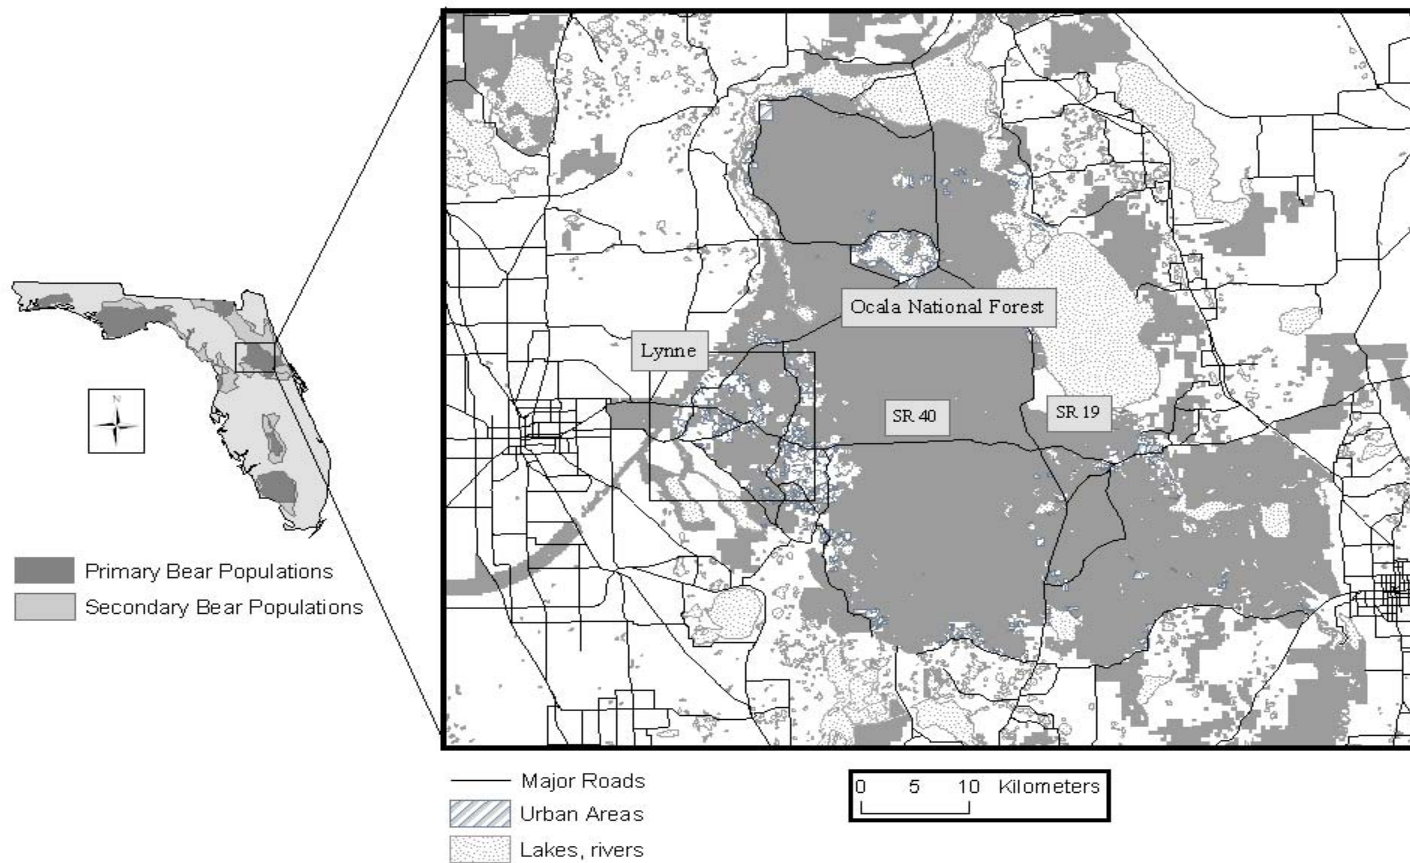 Ocala National Forest
Lynne
SR 40
SR 19
N
Primary Bear Populations
Secondary Bear Populations
Major Roads
Urban Areas
Lakes, rivers
0 5 10 Kilometers